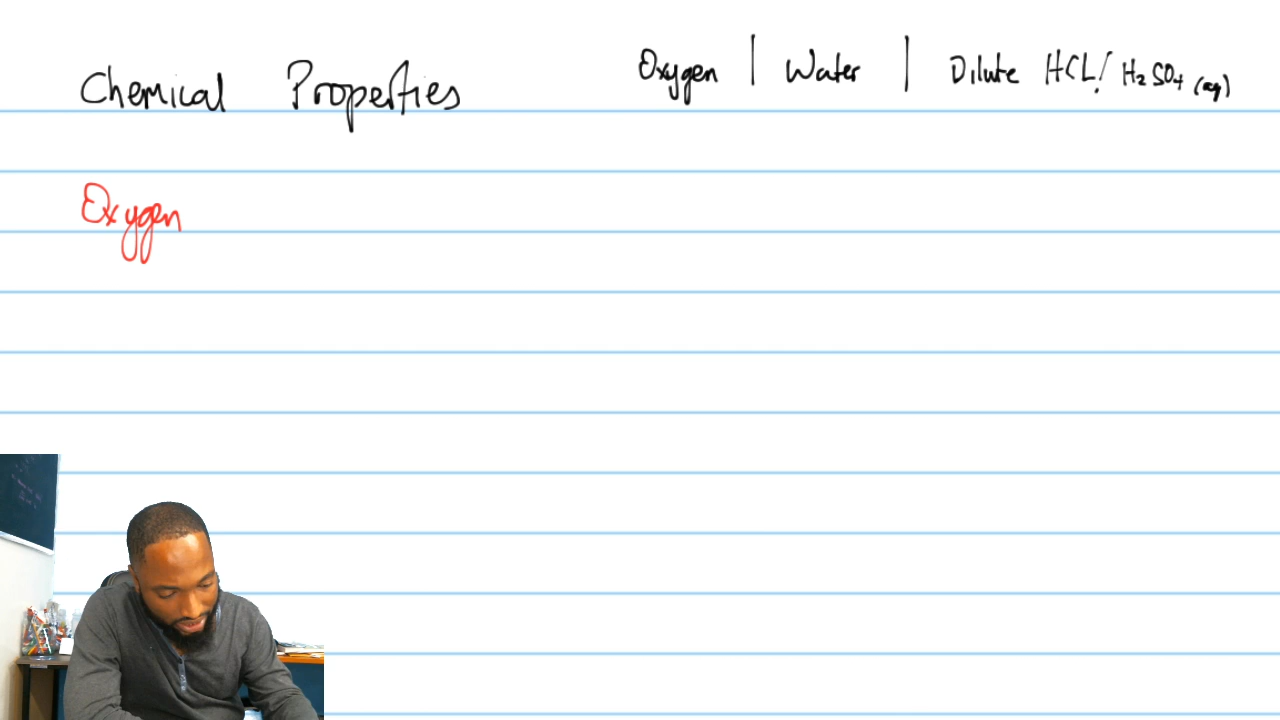 Chemical Properties
Oxygen | Water | Dilute HCL / H₂SO₄ (aq)
Oxygen